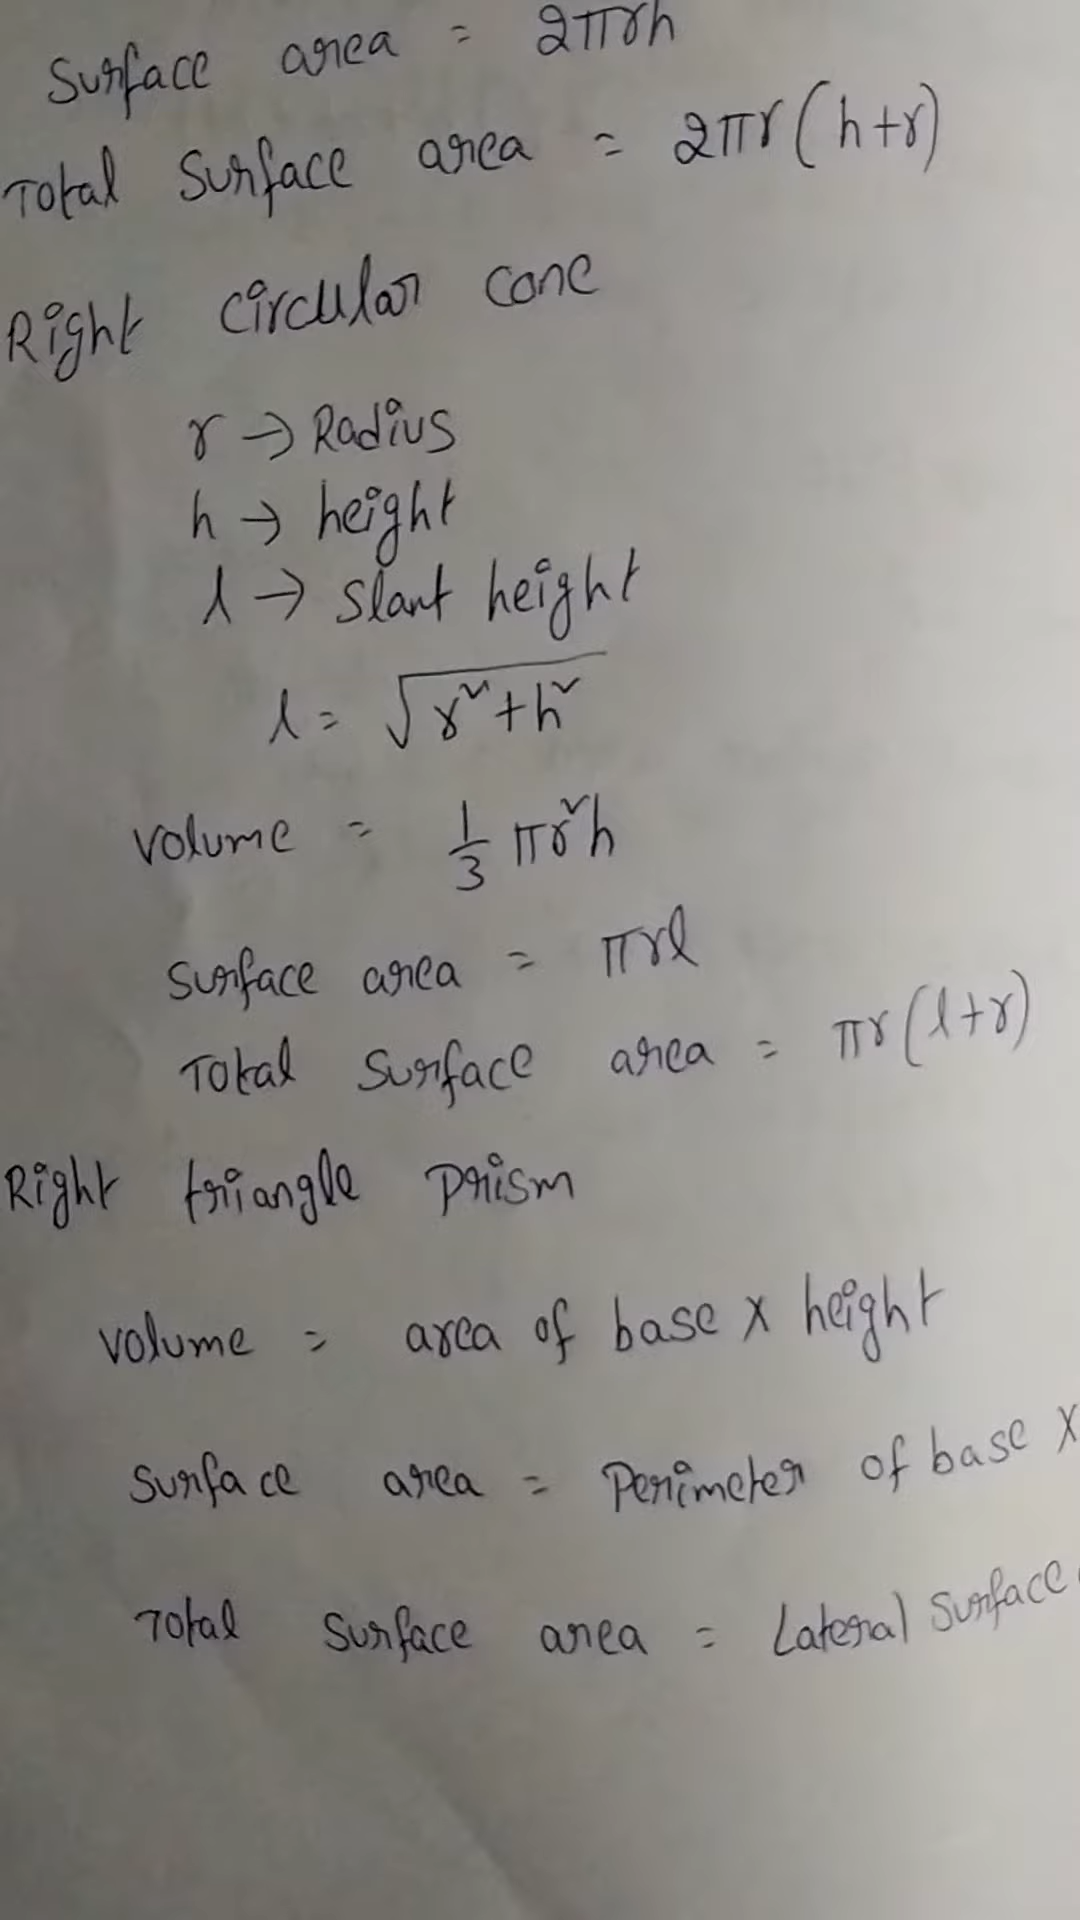 Surface area = 2πrh
Total Surface area = 2πr(h+r)
Right circular cone
r → Radius
h → height
l → slant height
l = √r²+h²
volume = 1/3 πr²h
surface area = πrl
Total surface area = πr(l+r)
Right triangle prism
volume = area of base x height
surface area = Perimeter of base x
Total surface area = Lateral surface